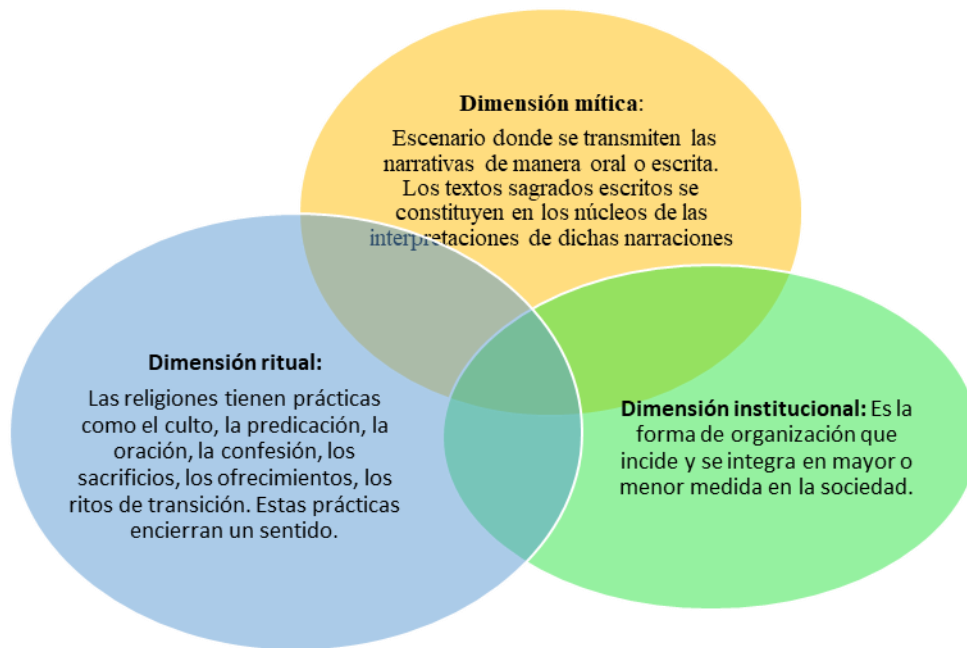 Dimensión mítica:
Escenario donde se transmiten las
narrativas de manera oral o escrita.
Los textos sagrados escritos se
constituyen en los núcleos de las
interpretaciones de dichas narraciones
Dimensión ritual:
Las religiones tienen prácticas
como el culto, la predicación, la
oración, la confesión, los
sacrificios, los ofrecimientos, los
ritos de transición. Estas prácticas
encierran un sentido.
Dimensión institucional: Es la
forma de organización que
incide y se integra en mayor o
menor medida en la sociedad.